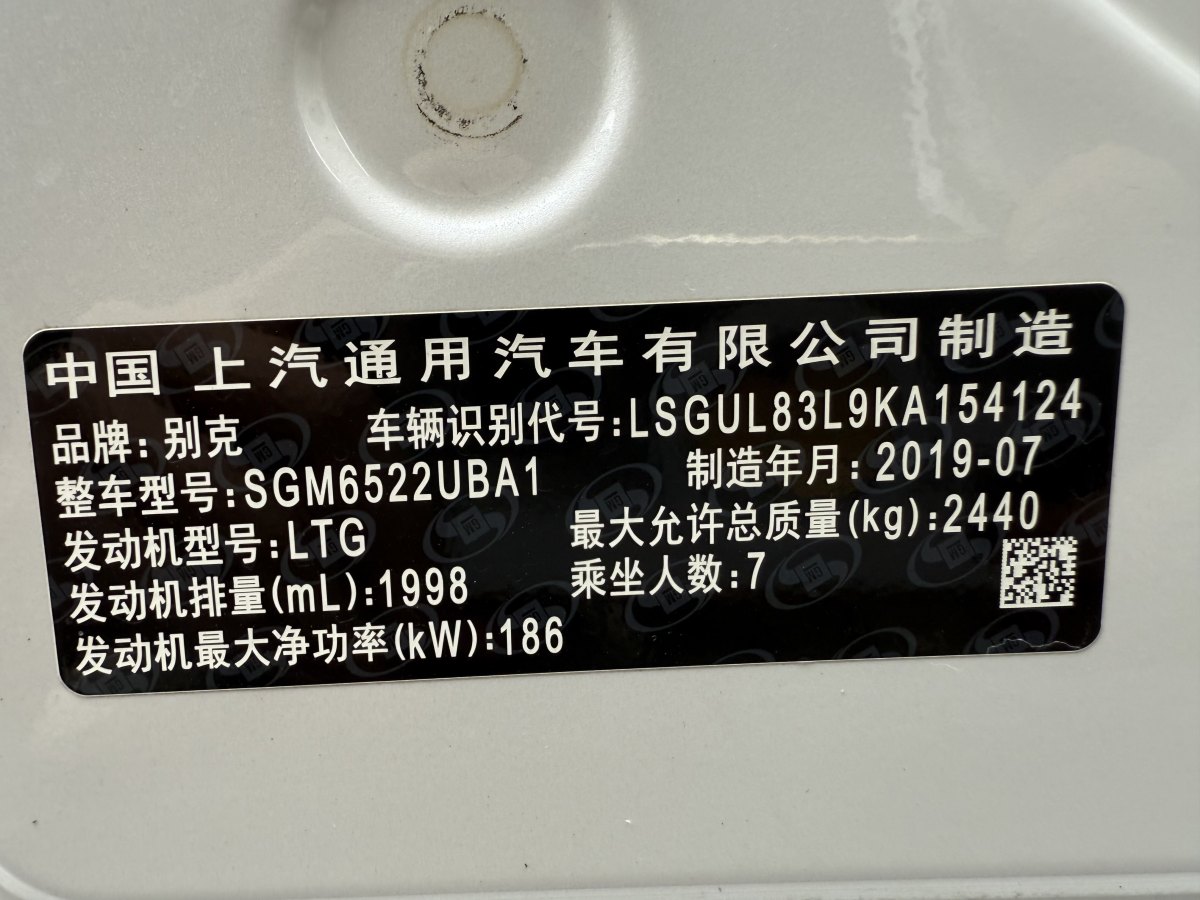 中国 上汽通用汽车有限公司制造
品牌:别克 车辆识别代号:LSGUL83L9KA154124
整车型号:SGM6522UBA1 制造年月:2019-07
发动机型号:LTG 最大允许总质量(kg):2440
发动机排量(mL):1998 乘坐人数:7
发动机最大净功率(kW):186